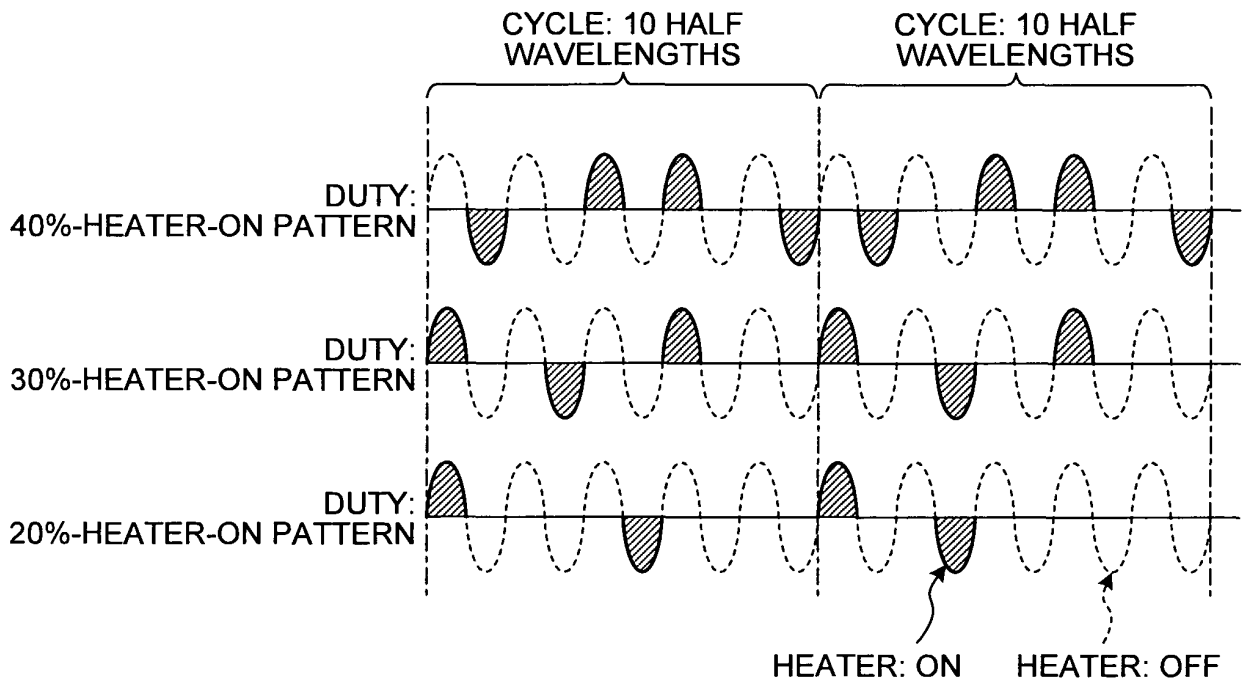 CYCLE: 10 HALF
WAVELENGTHS
CYCLE: 10 HALF
WAVELENGTHS
DUTY:
40%-HEATER-ON PATTERN
DUTY:
30%-HEATER-ON PATTERN
DUTY:
20%-HEATER-ON PATTERN
HEATER: ON
HEATER: OFF